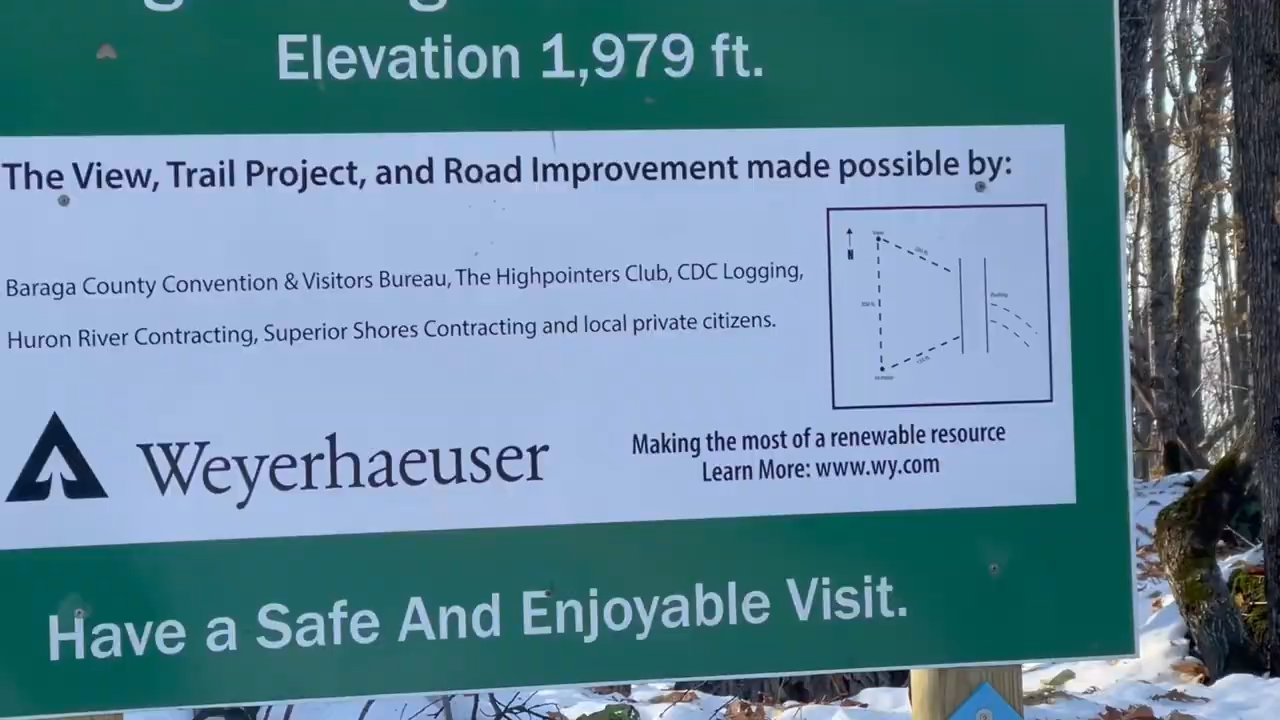 Elevation 1,979 ft.
The View, Trail Project, and Road Improvement made possible by:
Baraga County Convention & Visitors Bureau, The Highpointers Club, CDC Logging,
Huron River Contracting, Superior Shores Contracting and local private citizens.
N
Parking
Weyerhaeuser
Making the most of a renewable resource
Learn More: www.wy.com
Have a Safe And Enjoyable Visit.